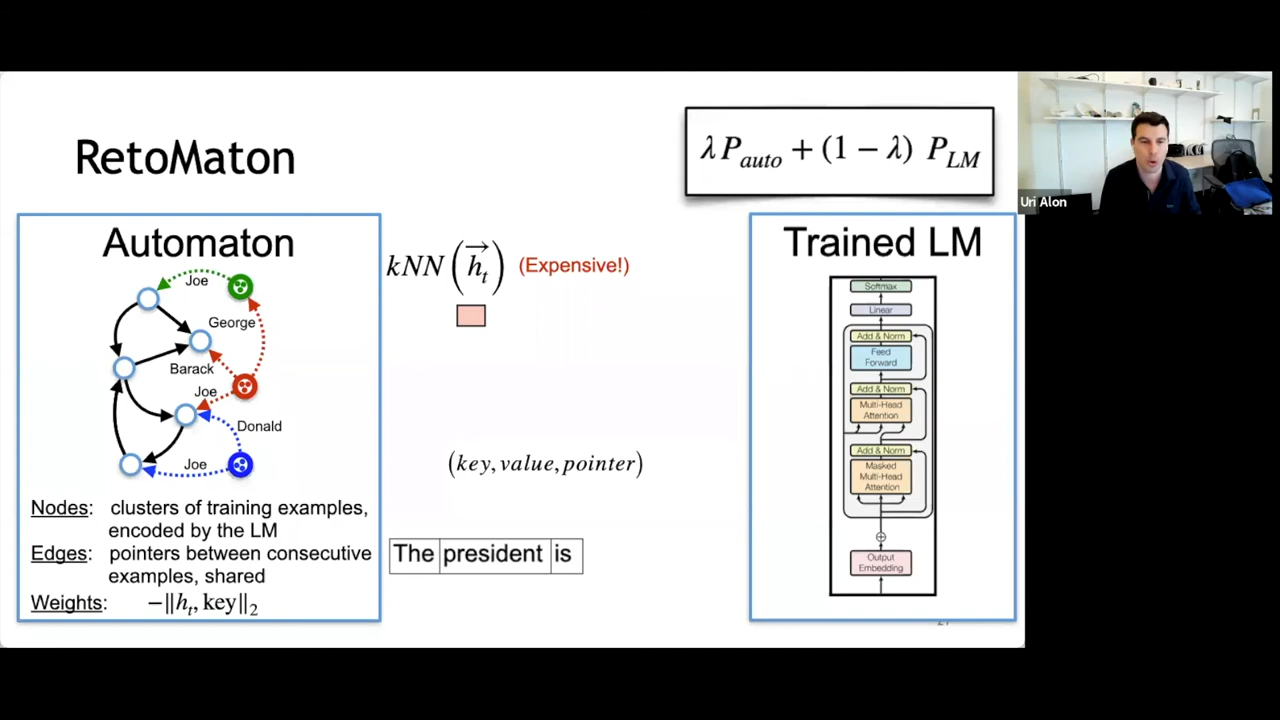 RetoMaton
λP_auto + (1 − λ) P_LM
Uri Alon
Automaton
Joe
George
Barack
Joe
Donald
Joe
Nodes: clusters of training examples,
encoded by the LM
Edges: pointers between consecutive
examples, shared
Weights: −‖h_t, key‖_2
kNN(h⃗_t) (Expensive!)
(key, value, pointer)
The president is
Trained LM
Softmax
Linear
Add & Norm
Feed
Forward
Add & Norm
Multi-Head
Attention
Add & Norm
Masked
Multi-Head
Attention
Output
Embedding